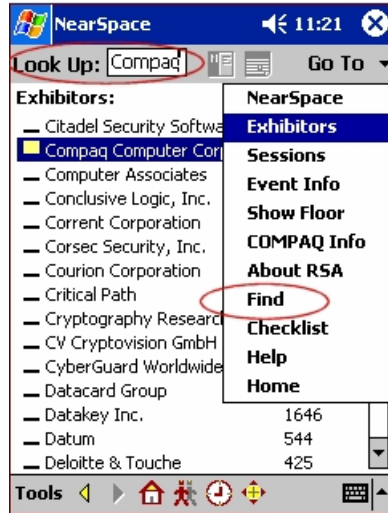 NearSpace 11:21
Look Up: Compaq Go To
Exhibitors:
Citadel Security Softwa
Compaq Computer Cor
Computer Associates
Conclusive Logic, Inc.
Corrent Corporation
Corsec Security, Inc.
Courion Corporation
Critical Path
Cryptography Research
CV Cryptovision GmbH
CyberGuard Worldwide
Datacard Group
Datakey Inc. 1646
Datum 544
Deloitte & Touche 425
NearSpace
Exhibitors
Sessions
Event Info
Show Floor
COMPAQ Info
About RSA
Find
Checklist
Help
Home
Tools